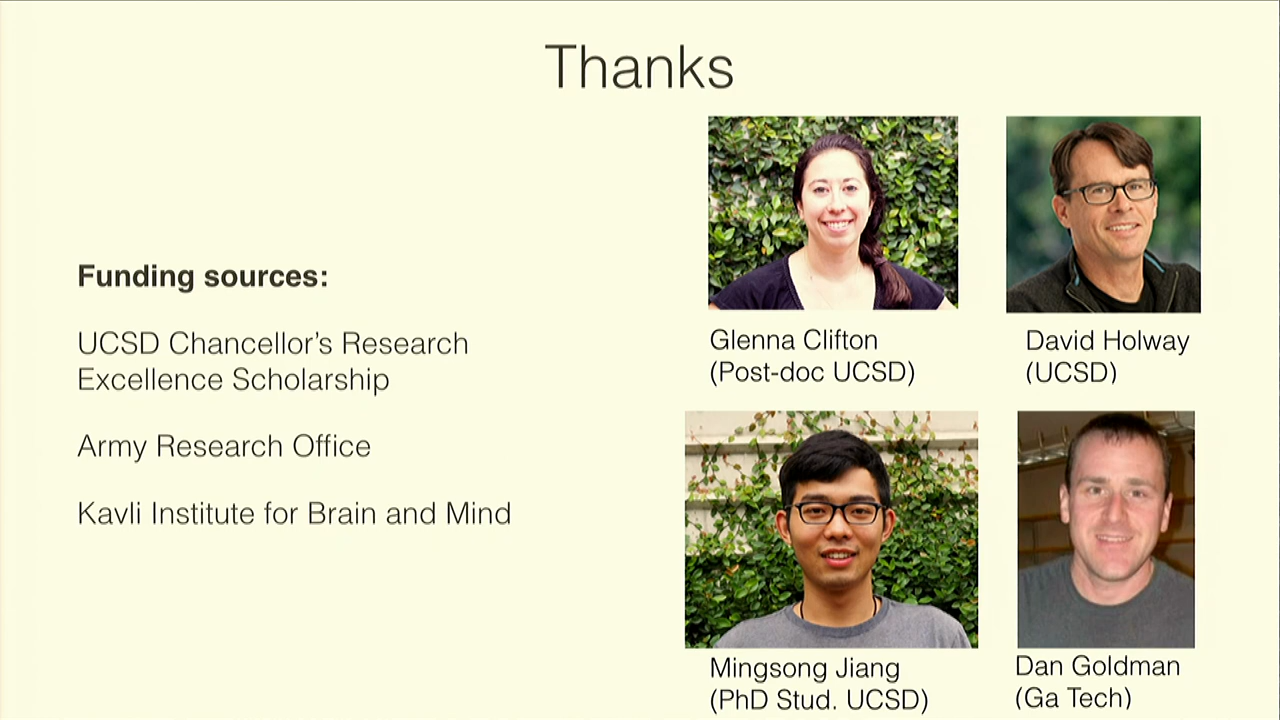 Thanks
Funding sources:
UCSD Chancellor’s Research
Excellence Scholarship
Army Research Office
Kavli Institute for Brain and Mind
Glenna Clifton
(Post-doc UCSD)
David Holway
(UCSD)
Mingsong Jiang
(PhD Stud. UCSD)
Dan Goldman
(Ga Tech)